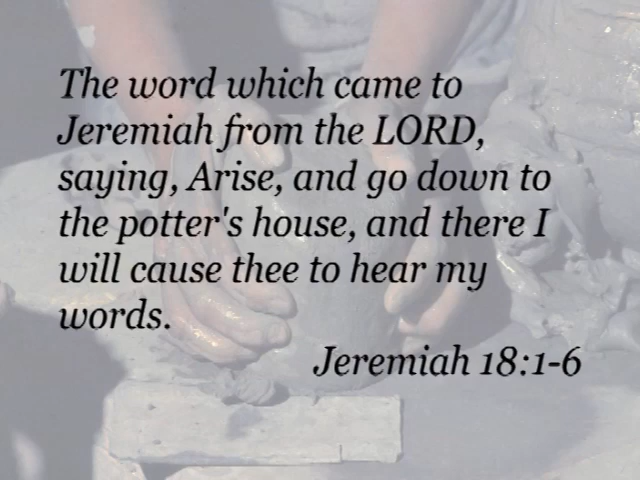 The word which came to
Jeremiah from the LORD,
saying, Arise, and go down to
the potter's house, and there I
will cause thee to hear my
words.
Jeremiah 18:1-6